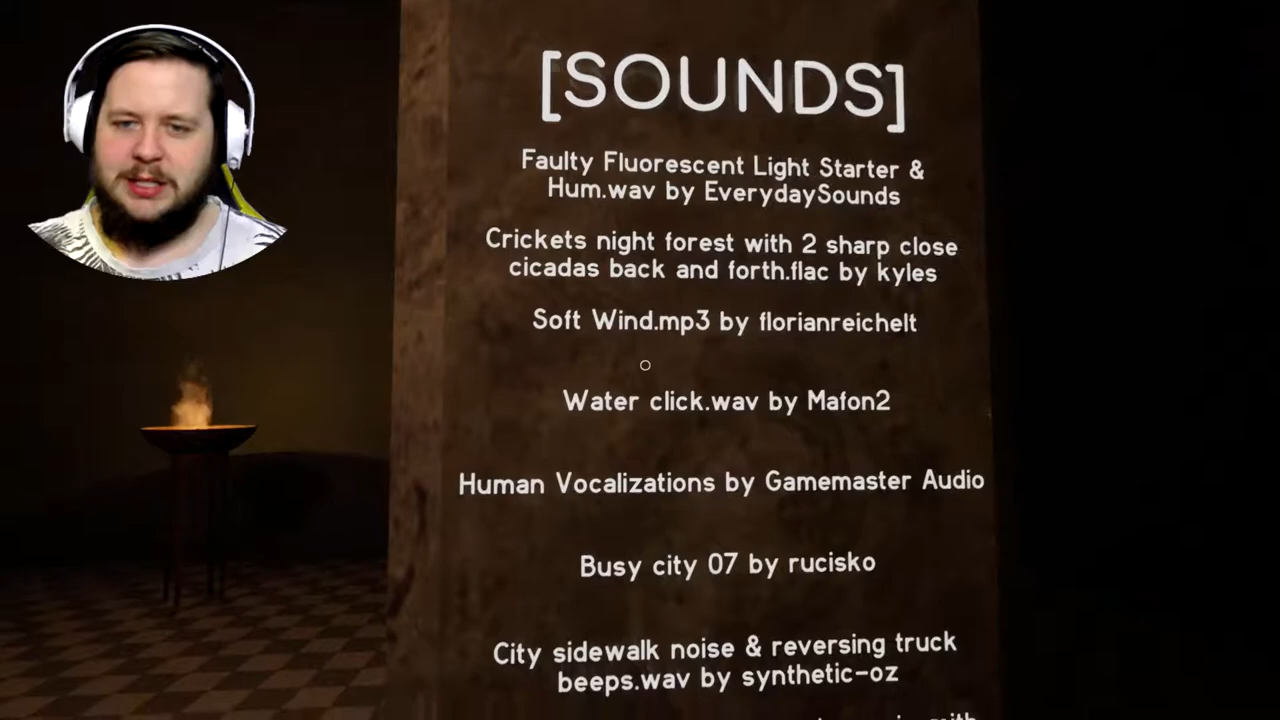 [SOUNDS]
Faulty Fluorescent Light Starter &
Hum.wav by EverydaySounds
Crickets night forest with 2 sharp close
cicadas back and forth.flac by kyles
Soft Wind.mp3 by florianreichelt
Water click.wav by Mafon2
Human Vocalizations by Gamemaster Audio
Busy city 07 by rucisko
City sidewalk noise & reversing truck
beeps.wav by synthetic-oz
with